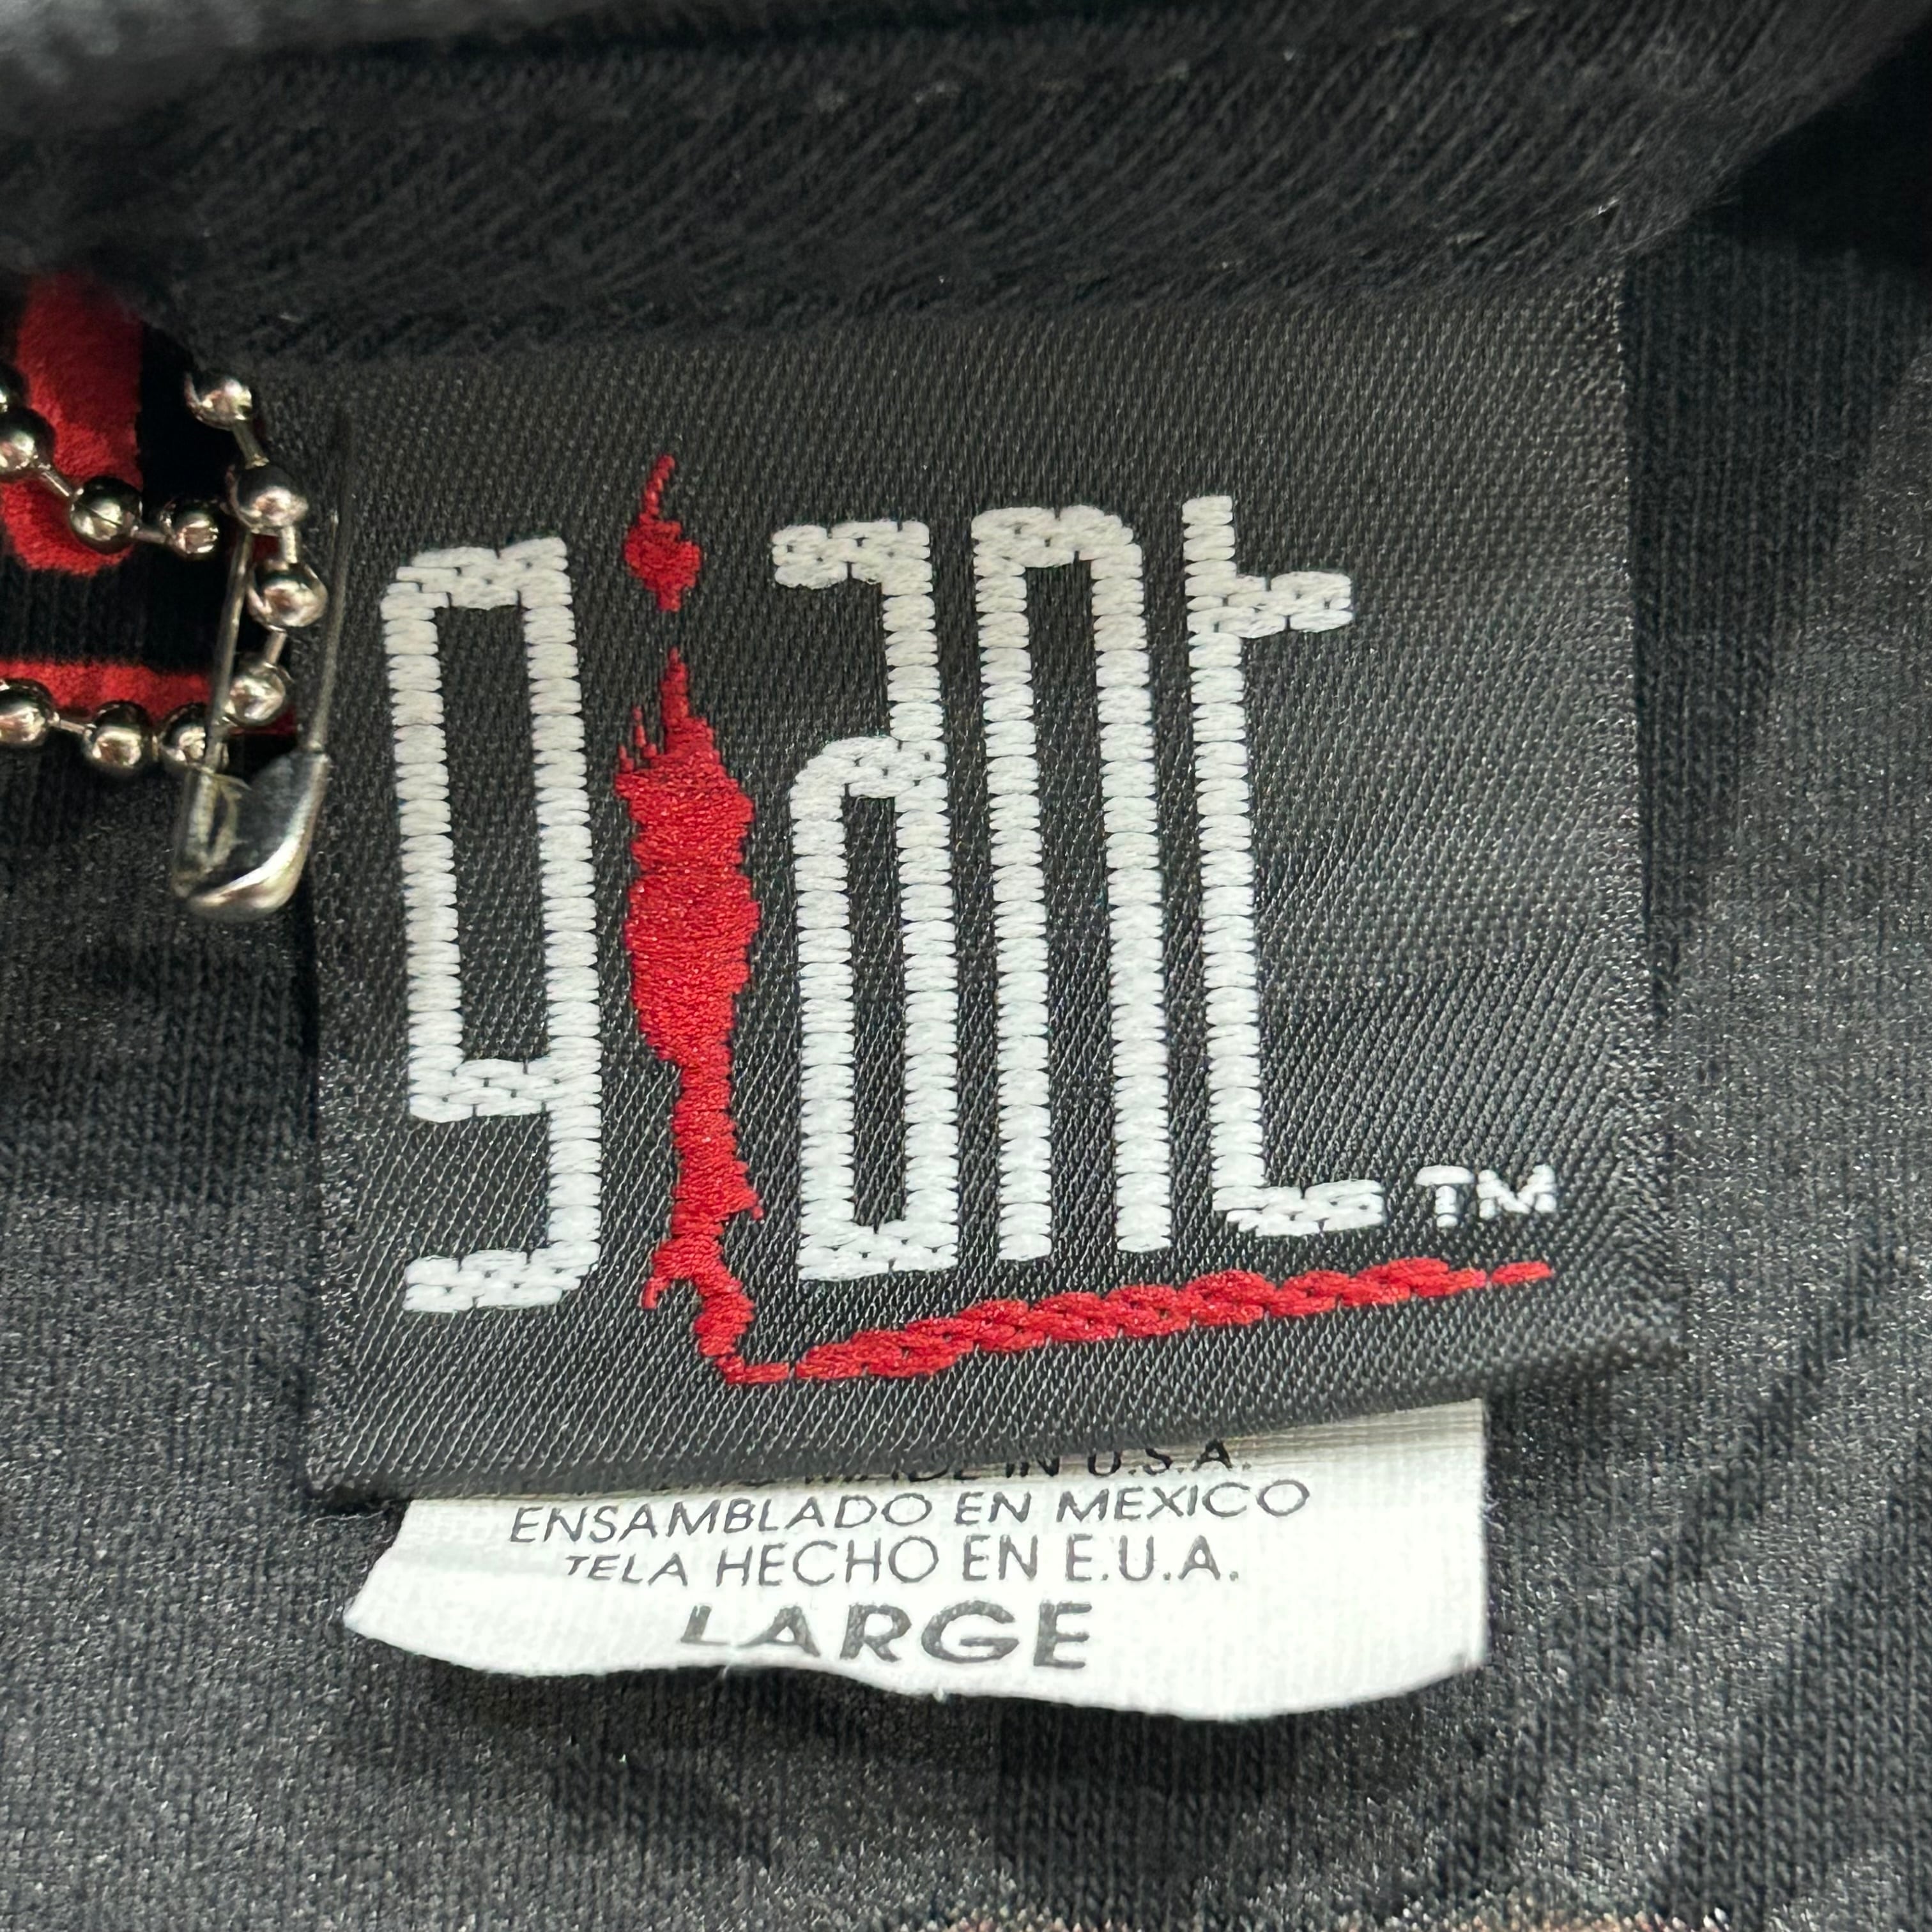 giant™
MADE IN U.S.A.
ENSAMBLADO EN MEXICO
TELA HECHO EN E.U.A.
LARGE